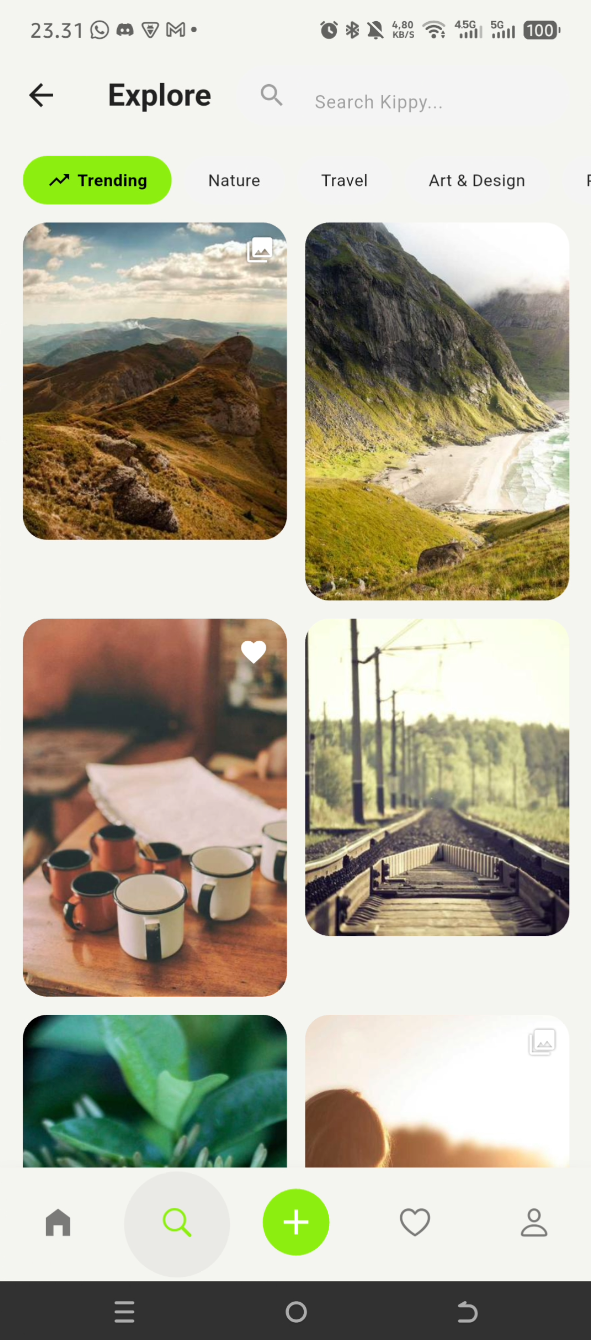 23.31
4,80
KB/S
4.5G
5G
100
Explore
Search Kippy...
Trending
Nature
Travel
Art & Design